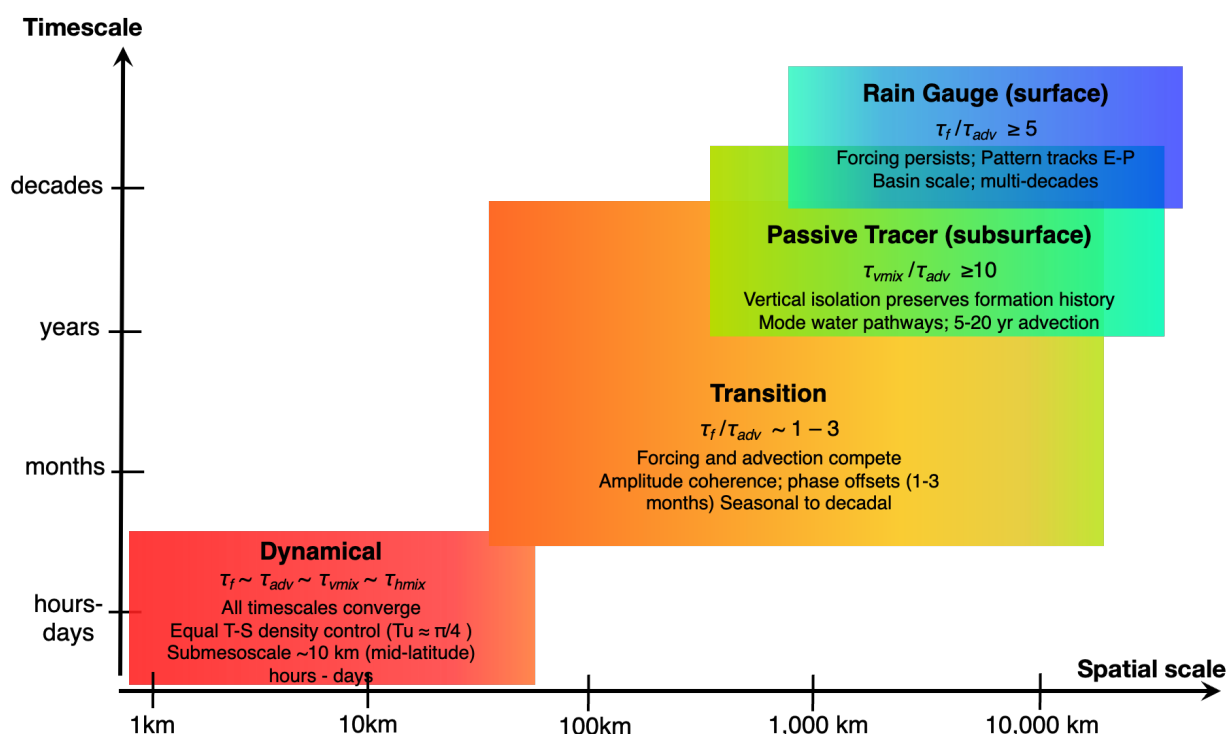 Timescale
Rain Gauge (surface)
τf /τadv ≥ 5
Forcing persists; Pattern tracks E-P
Basin scale; multi-decades
decades
Passive Tracer (subsurface)
τvmix /τadv ≥10
Vertical isolation preserves formation history
Mode water pathways; 5-20 yr advection
years
Transition
τf /τadv ~ 1 – 3
Forcing and advection compete
Amplitude coherence; phase offsets (1-3
months) Seasonal to decadal
months
Dynamical
τf ~ τadv ~ τvmix ~ τhmix
All timescales converge
Equal T-S density control (Tu ≈ π/4 )
Submesoscale ~10 km (mid-latitude)
hours - days
hours-
days
Spatial scale
1km
10km
100km
1,000 km
10,000 km